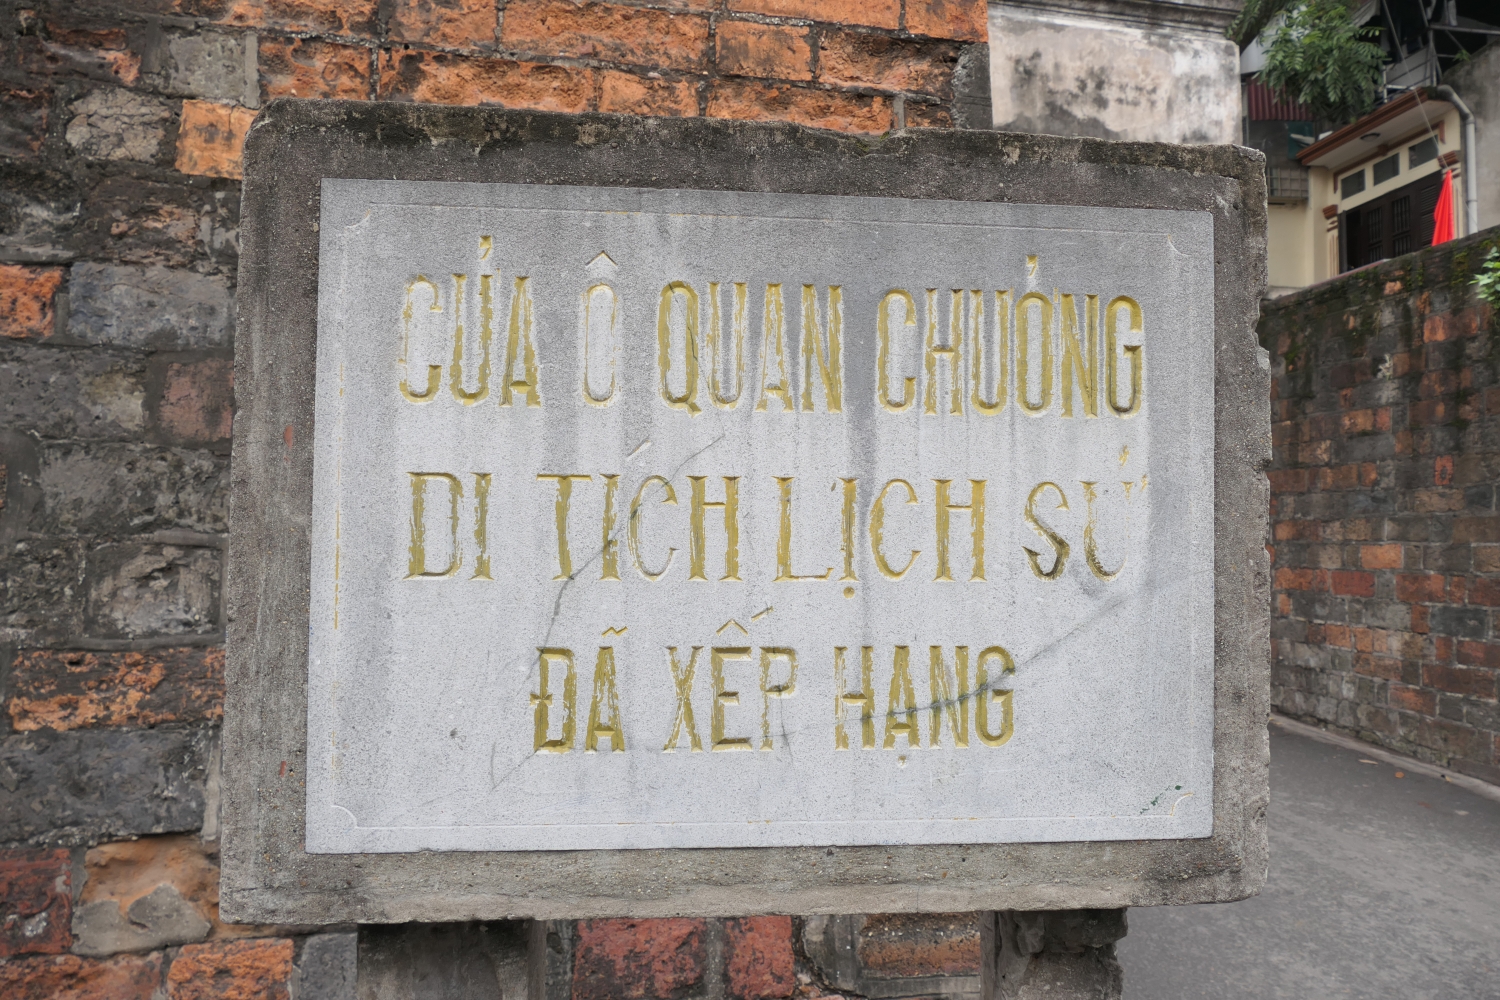 CỬA Ô QUAN CHƯỞNG
DI TÍCH LỊCH SỬ
ĐÃ XẾP HẠNG